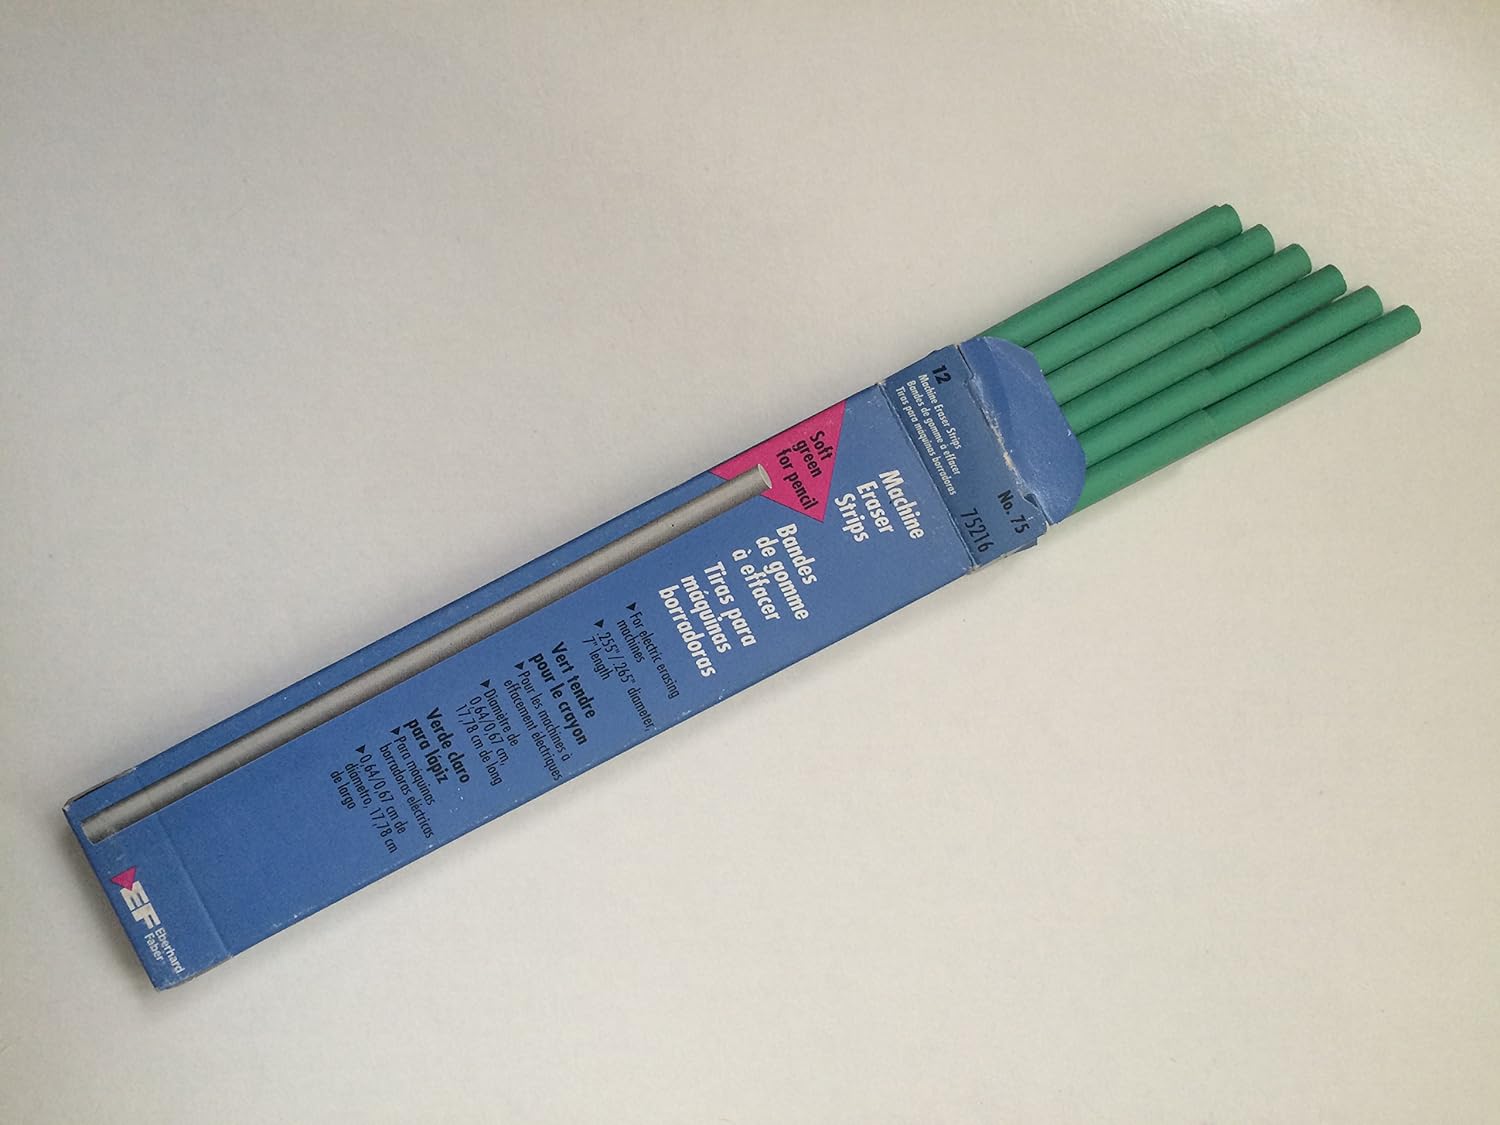 12
Machine Eraser Strips
Bandes de gomme à effacer
Tiras para máquinas borradoras
No. 75
75216
Soft
green
for pencil
Machine
Eraser
Strips
Bandes
de gomme
à effacer
Tiras para
máquinas
borradoras
▶For electric erasing
machines
▶.255"/.265" diameter,
7" length
Vert tendre
pour le crayon
▶Pour les machines à
effacement électriques
▶Diamètre de
0,64/0,67 cm,
17,78 cm de long
Verde claro
para lápiz
▶Para máquinas
borradoras eléctricas
▶0,64/0,67 cm de
diámetro, 17,78 cm
de largo
EF
Eberhard
Faber®